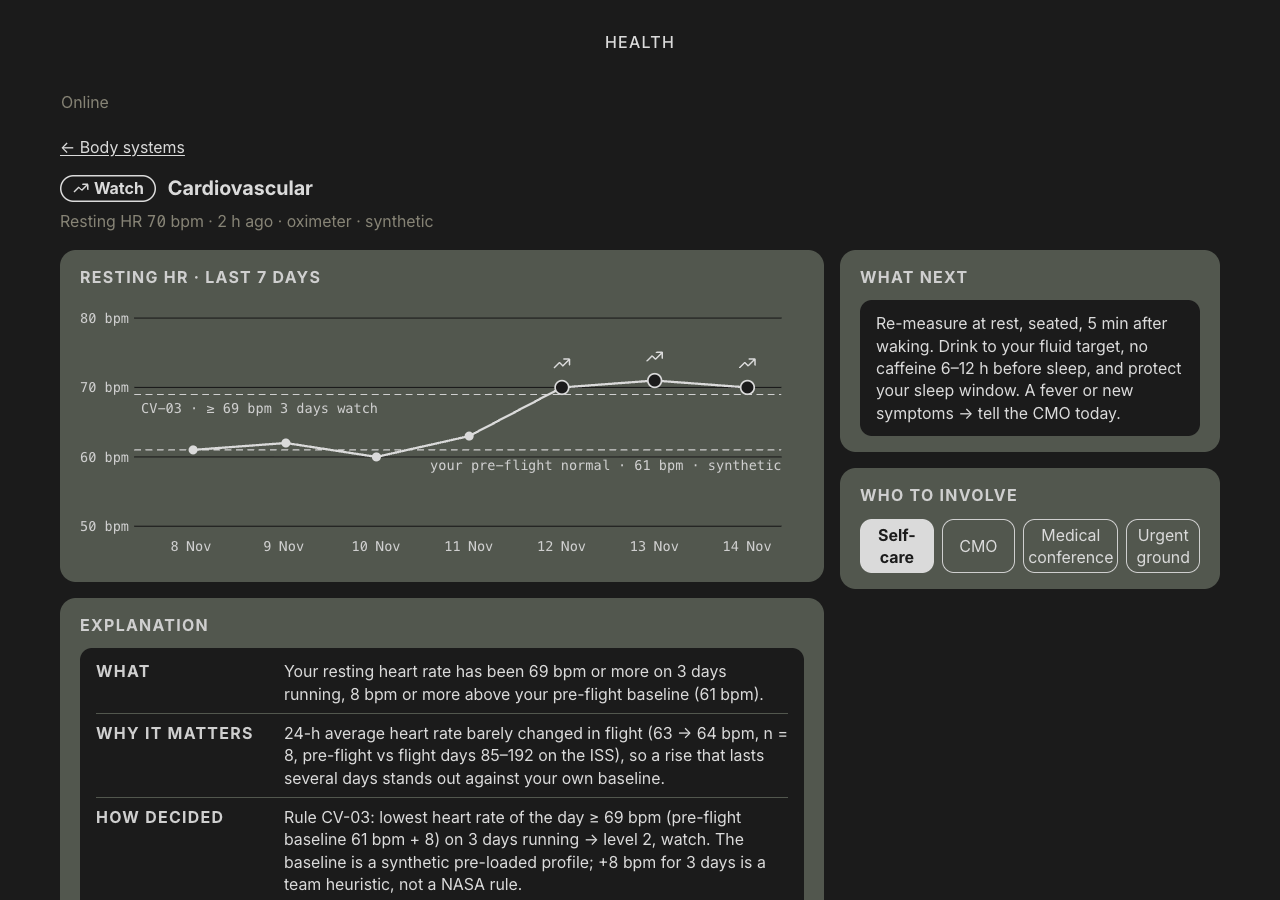 HEALTH
Online
← Body systems
Watch Cardiovascular
Resting HR 70 bpm · 2 h ago · oximeter · synthetic
RESTING HR · LAST 7 DAYS
80 bpm
70 bpm
CV−03 · ≥ 69 bpm 3 days watch
60 bpm
your pre−flight normal · 61 bpm · synthetic
50 bpm
8 Nov 9 Nov 10 Nov 11 Nov 12 Nov 13 Nov 14 Nov
WHAT NEXT
Re-measure at rest, seated, 5 min after
waking. Drink to your fluid target, no
caffeine 6–12 h before sleep, and protect
your sleep window. A fever or new
symptoms → tell the CMO today.
WHO TO INVOLVE
Self-
care
CMO
Medical
conference
Urgent
ground
EXPLANATION
WHAT
Your resting heart rate has been 69 bpm or more on 3 days
running, 8 bpm or more above your pre-flight baseline (61 bpm).
WHY IT MATTERS
24-h average heart rate barely changed in flight (63 → 64 bpm, n =
8, pre-flight vs flight days 85–192 on the ISS), so a rise that lasts
several days stands out against your own baseline.
HOW DECIDED
Rule CV-03: lowest heart rate of the day ≥ 69 bpm (pre-flight
baseline 61 bpm + 8) on 3 days running → level 2, watch. The
baseline is a synthetic pre-loaded profile; +8 bpm for 3 days is a
team heuristic, not a NASA rule.